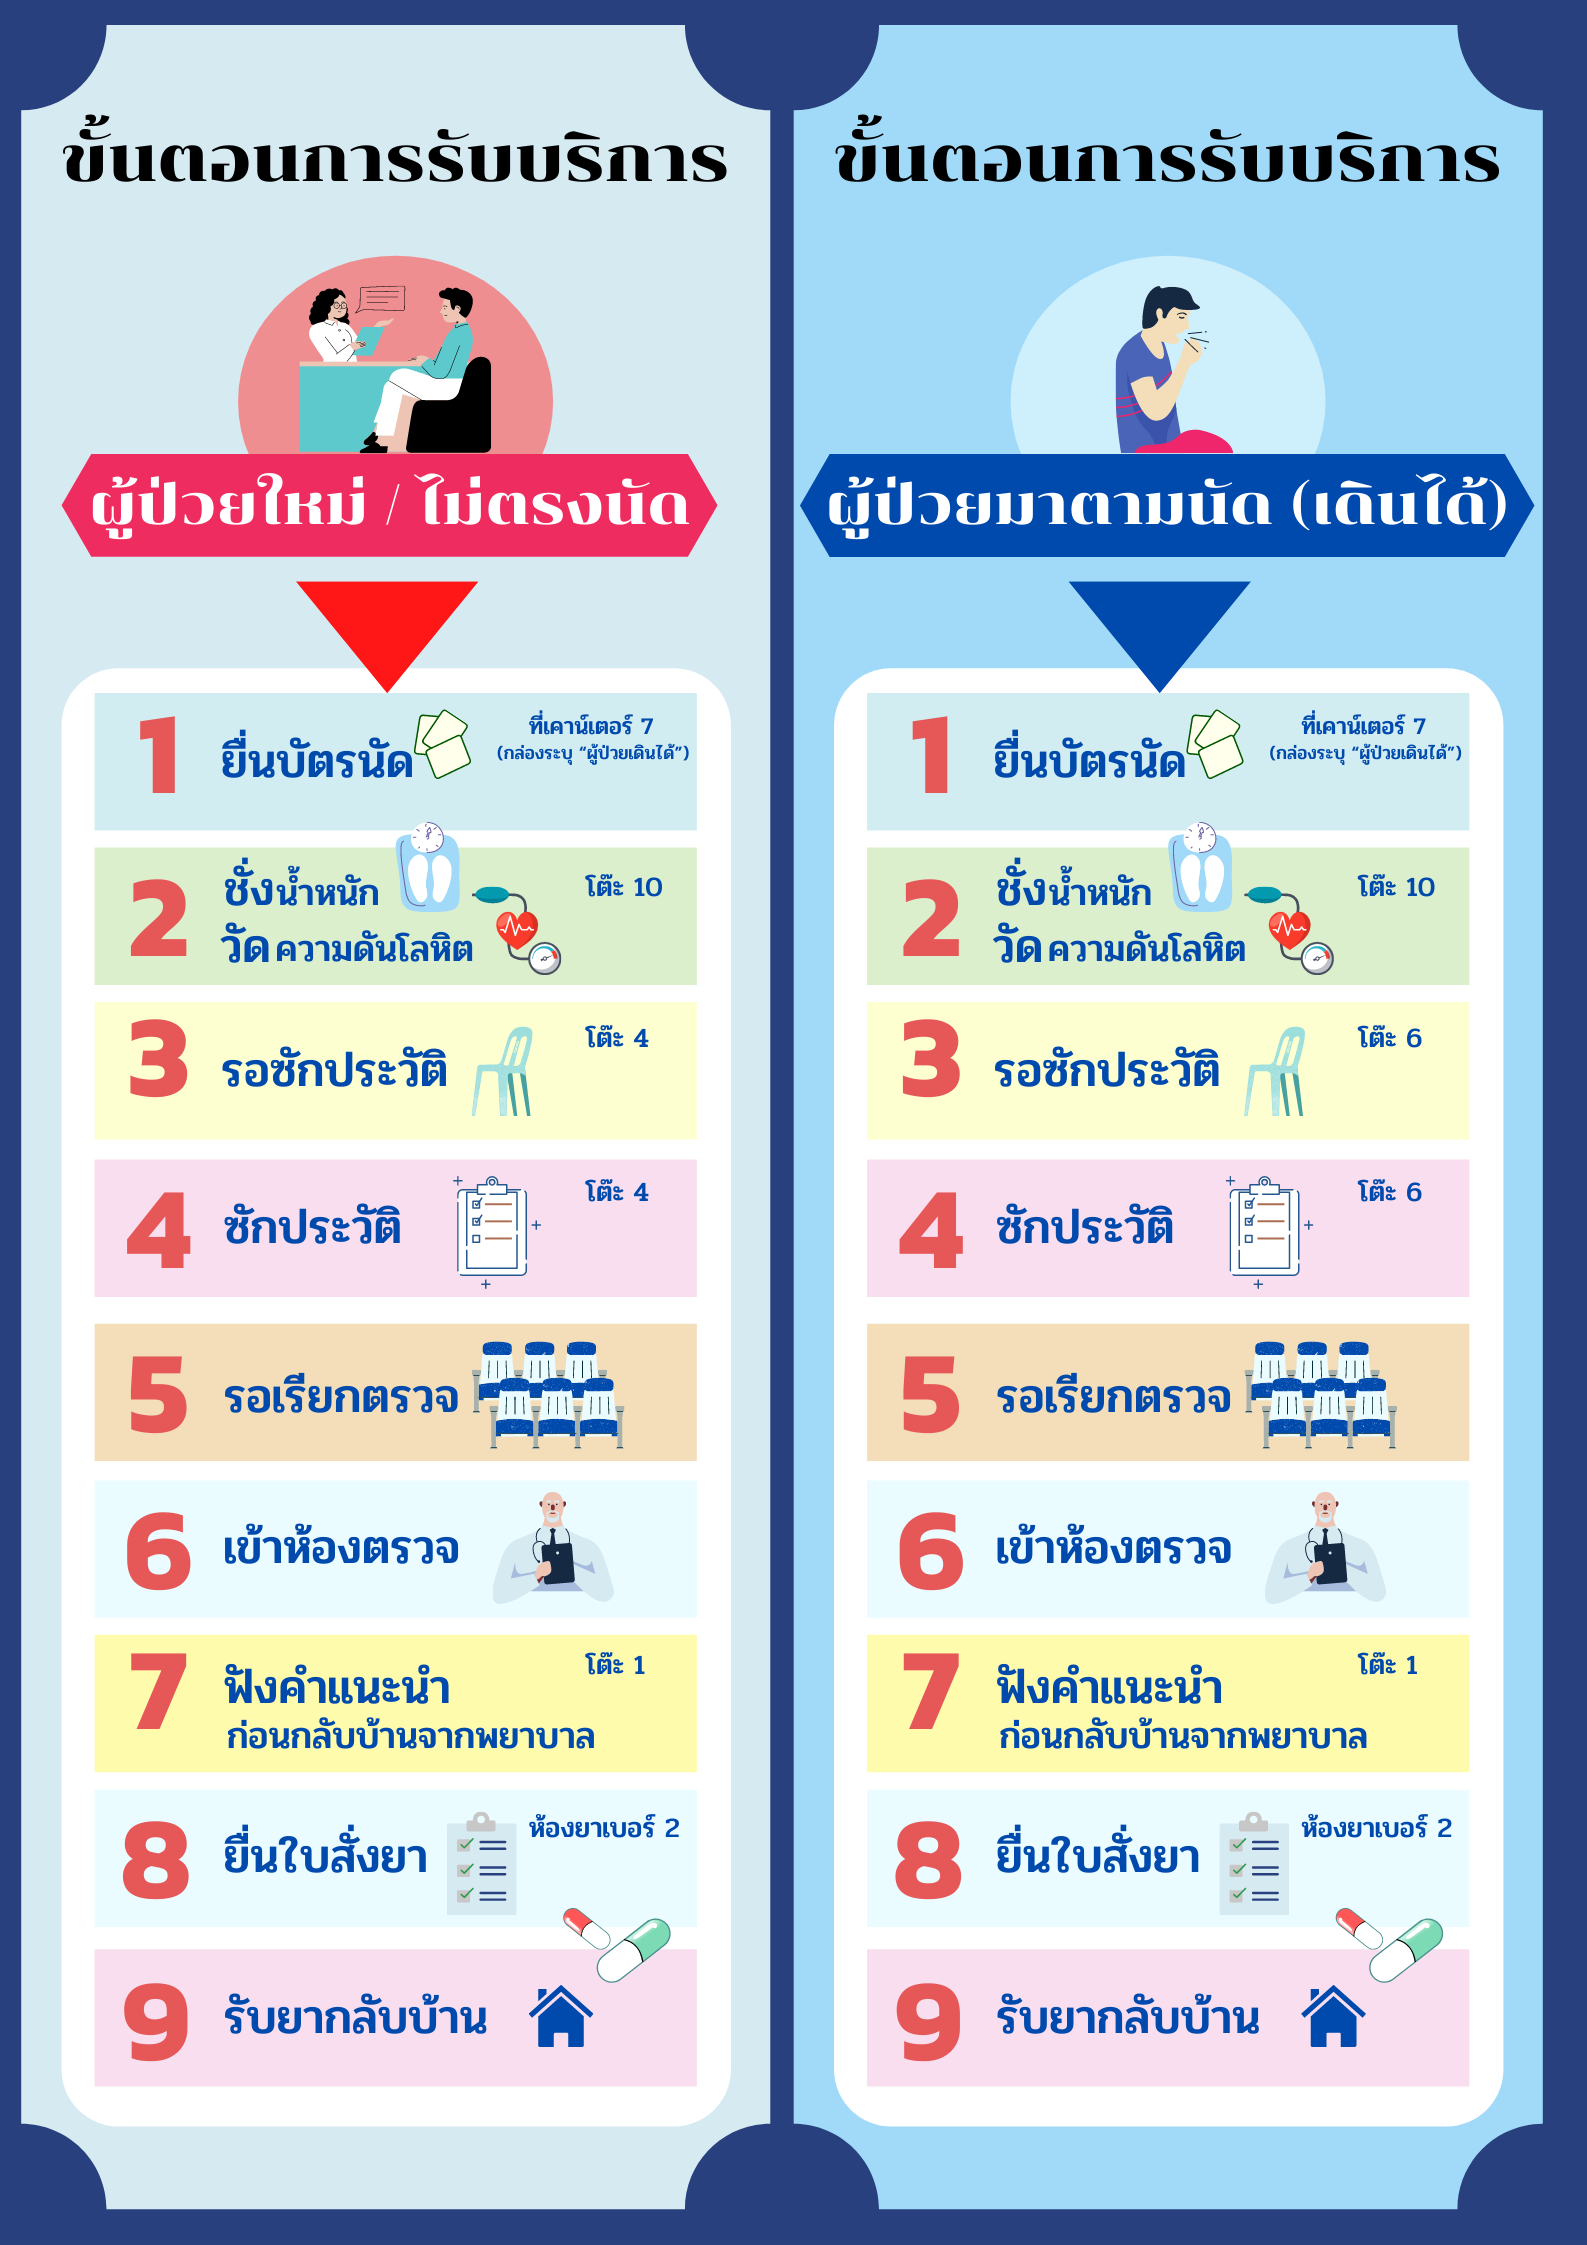 ขั้นตอนการรับบริการ
ผู้ป่วยใหม่ / ไม่ตรงนัด
1
ยื่นบัตรนัด
ที่เคาน์เตอร์ 7
(กล่องระบุ “ผู้ป่วยเดินได้”)
2
ชั่งน้ำหนัก
วัดความดันโลหิต
โต๊ะ 10
3
รอซักประวัติ
โต๊ะ 4
4
ซักประวัติ
โต๊ะ 4
5
รอเรียกตรวจ
6
เข้าห้องตรวจ
7
ฟังคำแนะนำ
ก่อนกลับบ้านจากพยาบาล
โต๊ะ 1
8
ยื่นใบสั่งยา
ห้องยาเบอร์ 2
9
รับยากลับบ้าน
ขั้นตอนการรับบริการ
ผู้ป่วยมาตามนัด (เดินได้)
1
ยื่นบัตรนัด
ที่เคาน์เตอร์ 7
(กล่องระบุ “ผู้ป่วยเดินได้”)
2
ชั่งน้ำหนัก
วัดความดันโลหิต
โต๊ะ 10
3
รอซักประวัติ
โต๊ะ 6
4
ซักประวัติ
โต๊ะ 6
5
รอเรียกตรวจ
6
เข้าห้องตรวจ
7
ฟังคำแนะนำ
ก่อนกลับบ้านจากพยาบาล
โต๊ะ 1
8
ยื่นใบสั่งยา
ห้องยาเบอร์ 2
9
รับยากลับบ้าน